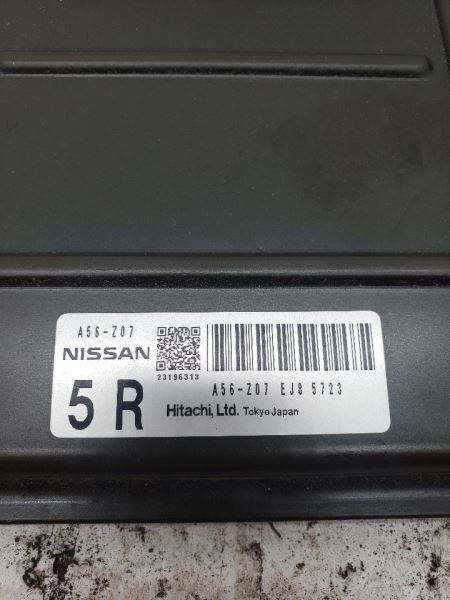 A56-Z07
NISSAN
23196313
A56-Z07 EJ8 5723
5 R
Hitachi, Ltd. Tokyo Japan